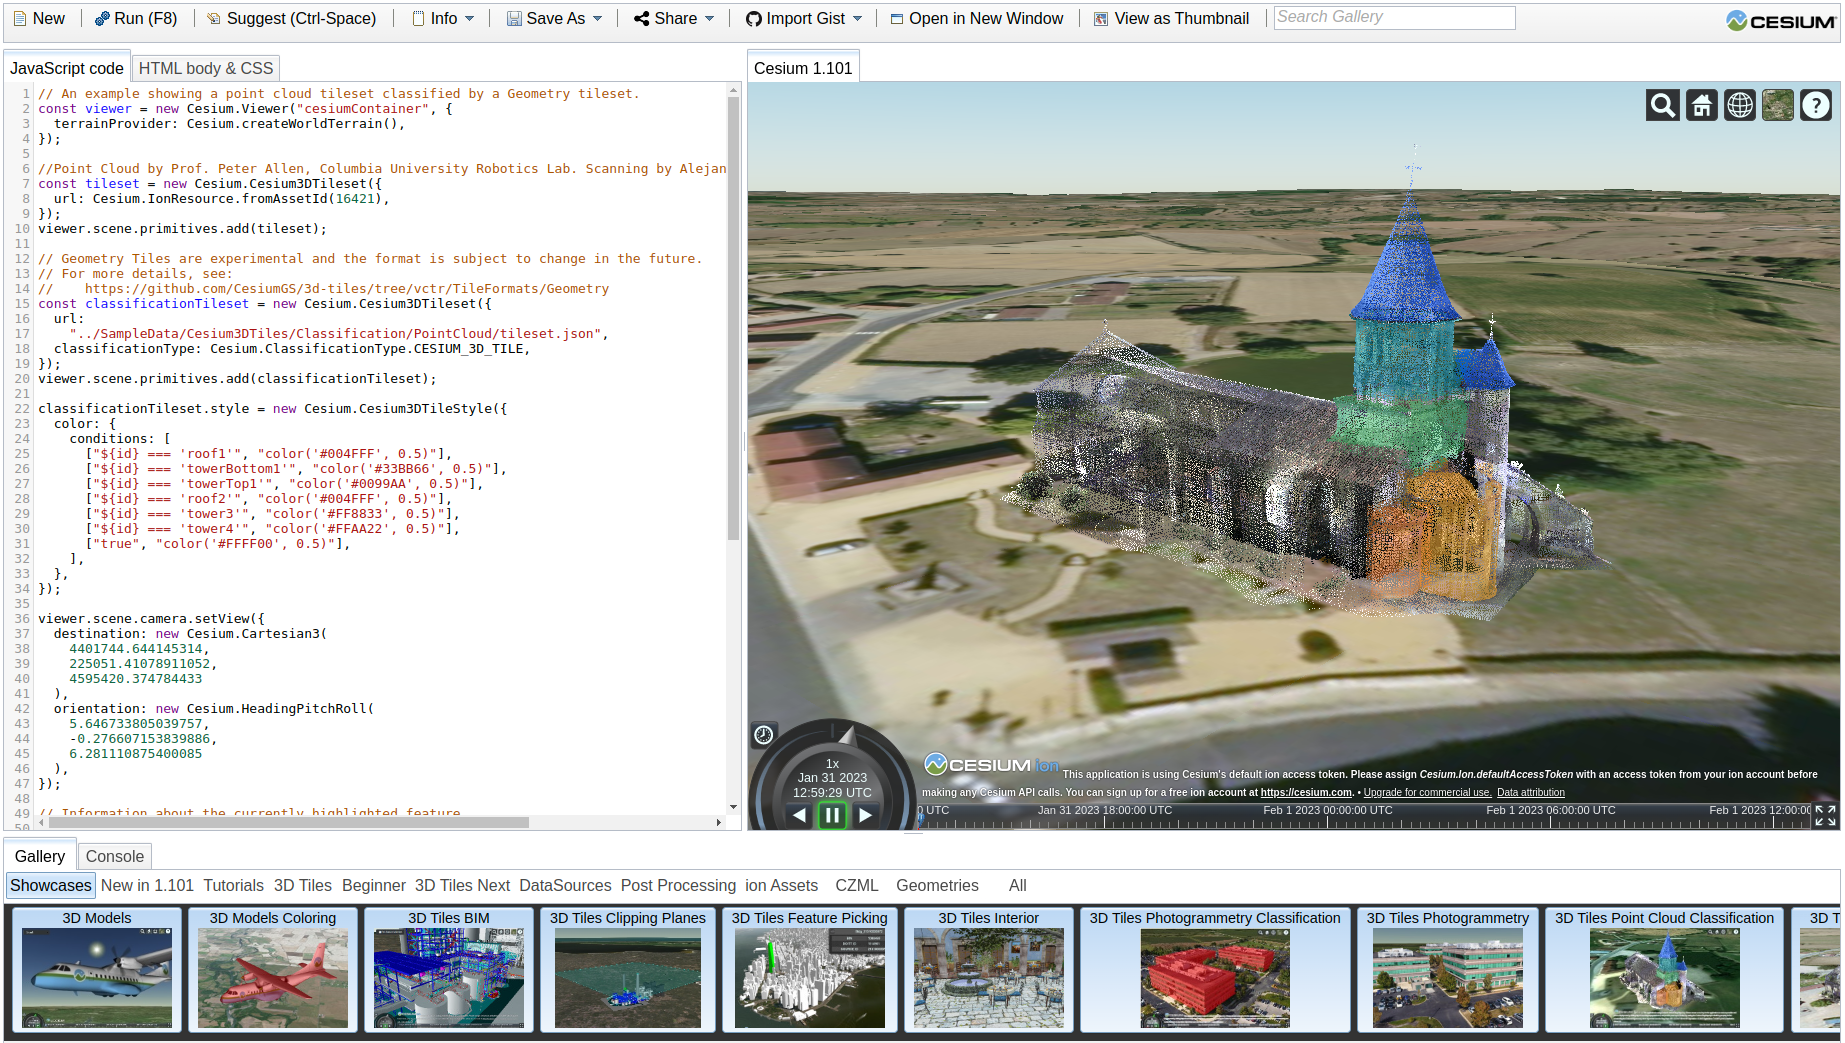 New Run (F8) Suggest (Ctrl-Space) Info Save As Share Import Gist Open in New Window View as Thumbnail Search Gallery CESIUM
JavaScript code HTML body & CSS
1 // An example showing a point cloud tileset classified by a Geometry tileset.
2 const viewer = new Cesium.Viewer("cesiumContainer", {
3 terrainProvider: Cesium.createWorldTerrain(),
4 });
5
6 //Point Cloud by Prof. Peter Allen, Columbia University Robotics Lab. Scanning by Alejan
7 const tileset = new Cesium.Cesium3DTileset({
8 url: Cesium.IonResource.fromAssetId(16421),
9 });
10 viewer.scene.primitives.add(tileset);
11
12 // Geometry Tiles are experimental and the format is subject to change in the future.
13 // For more details, see:
14 //    https://github.com/CesiumGS/3d-tiles/tree/vctr/TileFormats/Geometry
15 const classificationTileset = new Cesium.Cesium3DTileset({
16 url:
17 "../SampleData/Cesium3DTiles/Classification/PointCloud/tileset.json",
18 classificationType: Cesium.ClassificationType.CESIUM_3D_TILE,
19 });
20 viewer.scene.primitives.add(classificationTileset);
21
22 classificationTileset.style = new Cesium.Cesium3DTileStyle({
23 color: {
24 conditions: [
25 ["${id} === 'roof1'", "color('#004FFF', 0.5)"],
26 ["${id} === 'towerBottom1'", "color('#33BB66', 0.5)"],
27 ["${id} === 'towerTop1'", "color('#0099AA', 0.5)"],
28 ["${id} === 'roof2'", "color('#004FFF', 0.5)"],
29 ["${id} === 'tower3'", "color('#FF8833', 0.5)"],
30 ["${id} === 'tower4'", "color('#FFAA22', 0.5)"],
31 ["true", "color('#FFFF00', 0.5)"],
32 ],
33 },
34 });
35
36 viewer.scene.camera.setView({
37 destination: new Cesium.Cartesian3(
38 4401744.644145314,
39 225051.41078911052,
40 4595420.374784433
41 ),
42 orientation: new Cesium.HeadingPitchRoll(
43 5.646733805039757,
44 -0.276607153839886,
45 6.281110875400085
46 ),
47 });
48
49 // Information about the currently highlighted feature
50
Cesium 1.101
?
1x
Jan 31 2023
12:59:29 UTC
CESIUM ion This application is using Cesium's default ion access token. Please assign Cesium.Ion.defaultAccessToken with an access token from your ion account before
making any Cesium API calls. You can sign up for a free ion account at https://cesium.com. • Upgrade for commercial use. Data attribution
0 UTC Jan 31 2023 18:00:00 UTC Feb 1 2023 00:00:00 UTC Feb 1 2023 06:00:00 UTC Feb 1 2023 12:00:00
Gallery Console
Showcases New in 1.101 Tutorials 3D Tiles Beginner 3D Tiles Next DataSources Post Processing ion Assets CZML Geometries All
3D Models 3D Models Coloring 3D Tiles BIM 3D Tiles Clipping Planes 3D Tiles Feature Picking 3D Tiles Interior 3D Tiles Photogrammetry Classification 3D Tiles Photogrammetry 3D Tiles Point Cloud Classification 3D T